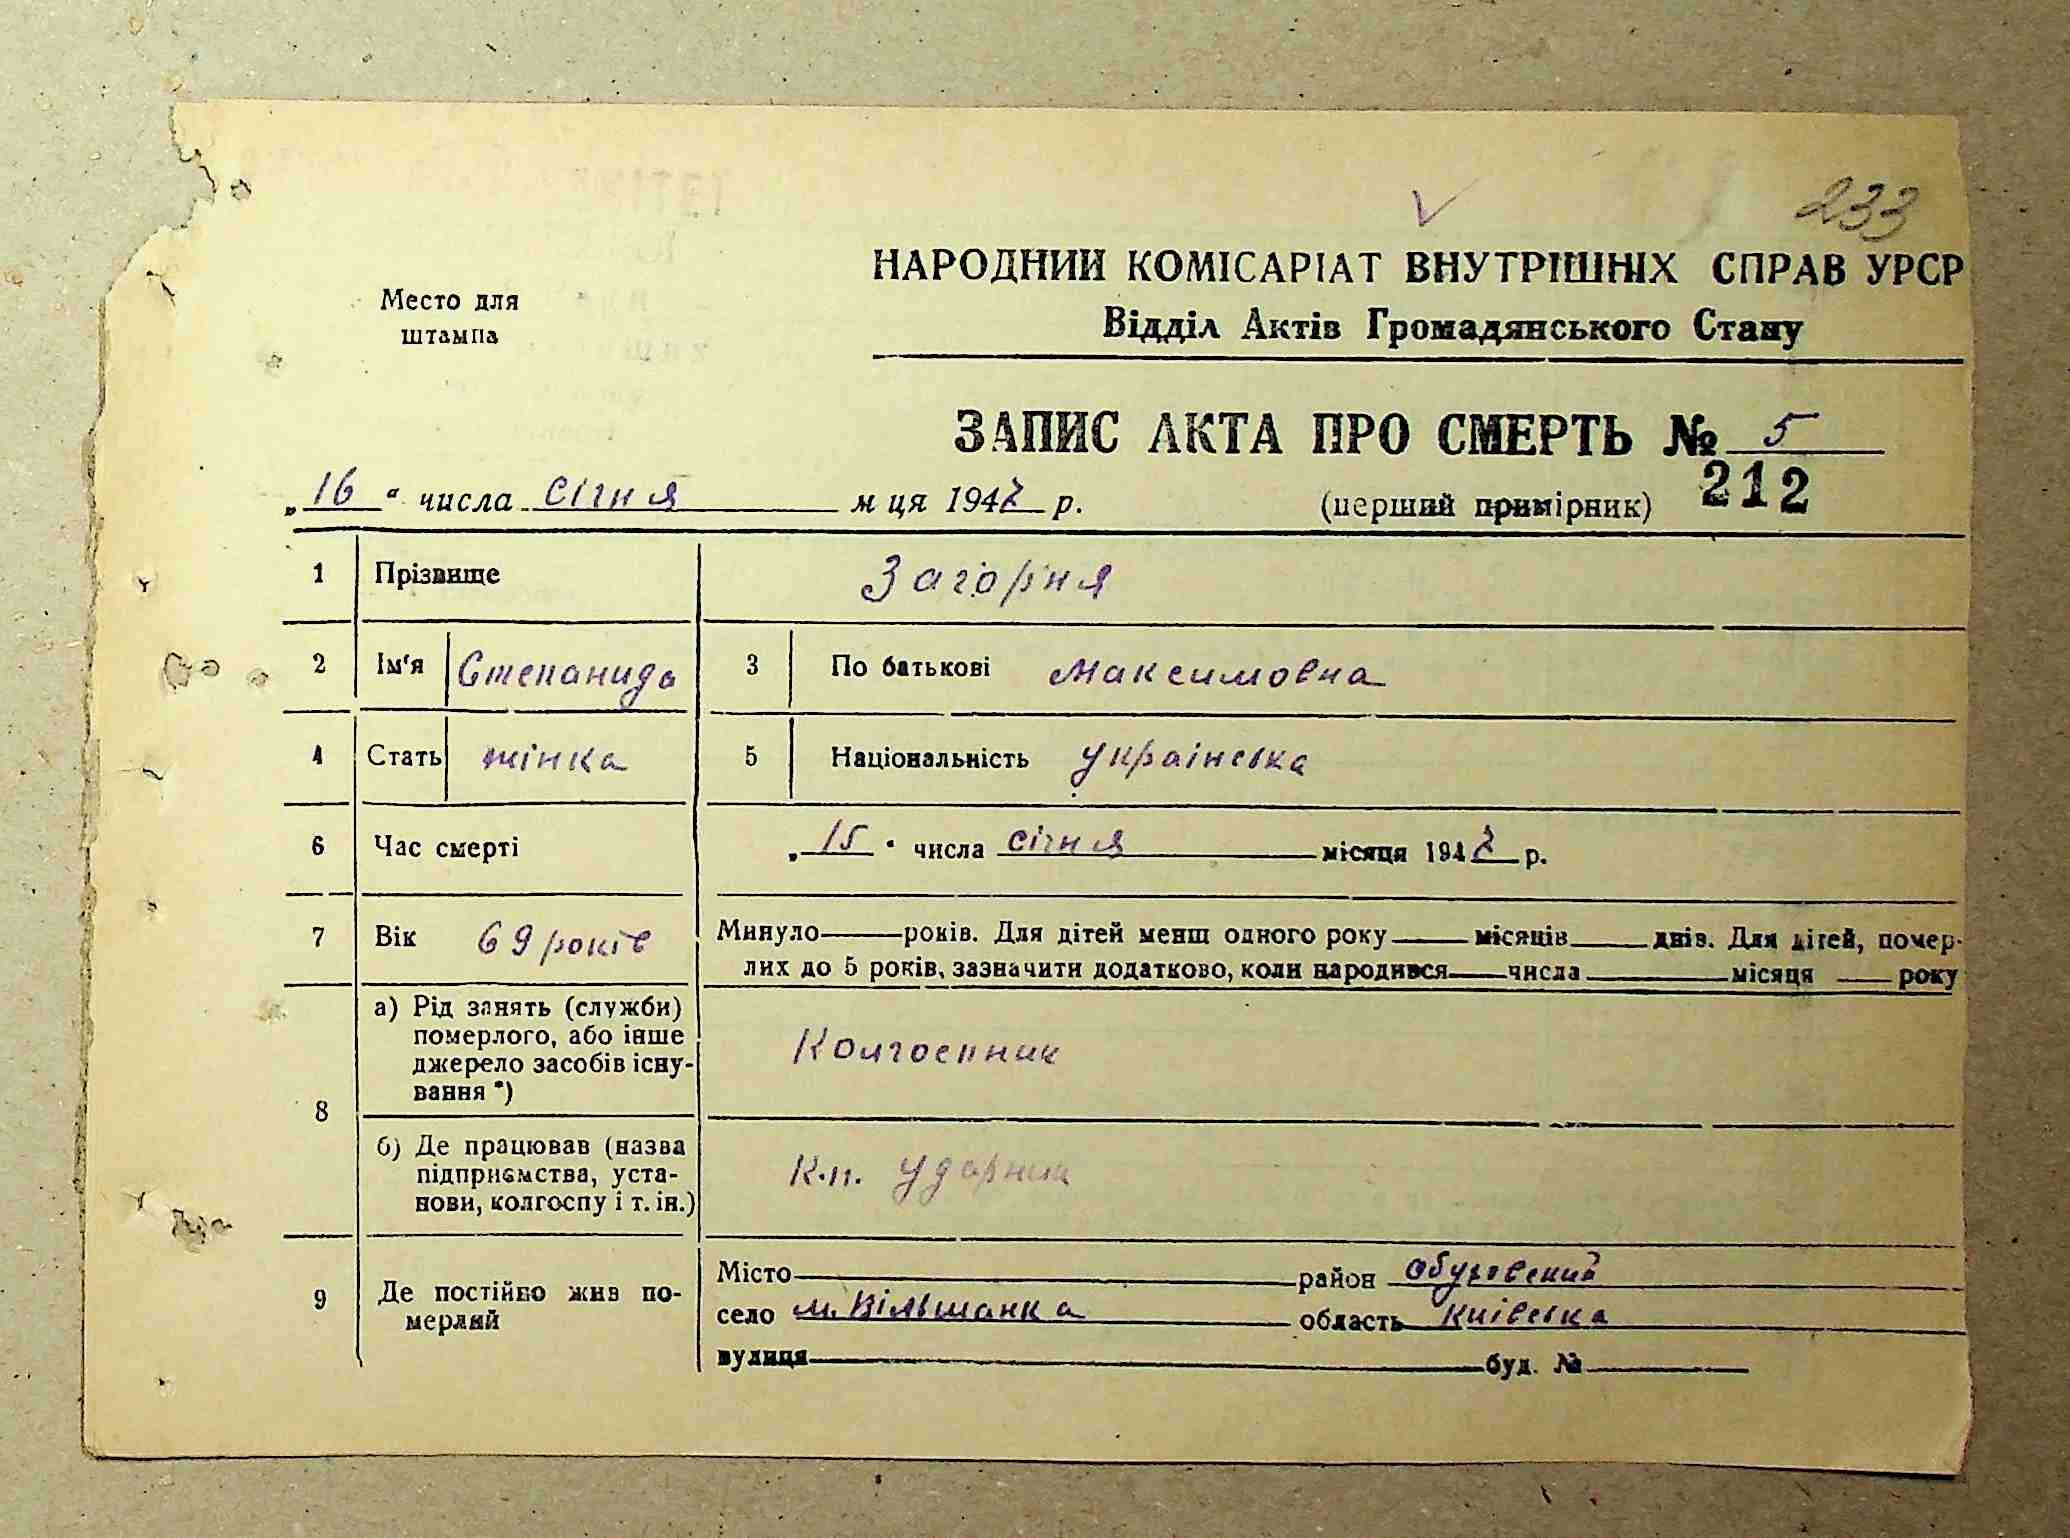 233
Место для
штампа
НАРОДНИЙ КОМІСАРІАТ ВНУТРІШНІХ СПРАВ УРСР
Відділ Актів Громадянського Стану
ЗАПИС АКТА ПРО СМЕРТЬ № 5
„16“ числа січня м ця 1947 р.
(перший примірник) 212
1 Прізвище Загорня
2 Ім'я Степанида 3 По батькові Максимовна
4 Стать жінка 5 Національність українська
6 Час смерті „15“ числа січня місяця 1947 р.
7 Вік 69 років Минуло років. Для дітей менш одного року місяців днів. Для дітей, помер-
лих до 5 років, зазначити додатково, коли народився числа місяця року
8 а) Рід занять (служби)
померлого, або інше
джерело засобів існу-
вання *)
Колгоспник
б) Де працював (назва
підприємства, уста-
нови, колгоспу і т. ін.)
к.п. Ударник
9 Де постійно жив по-
мерлий
Місто район Обуховский
село м. Вільшанка область Київська
вулиця буд. №